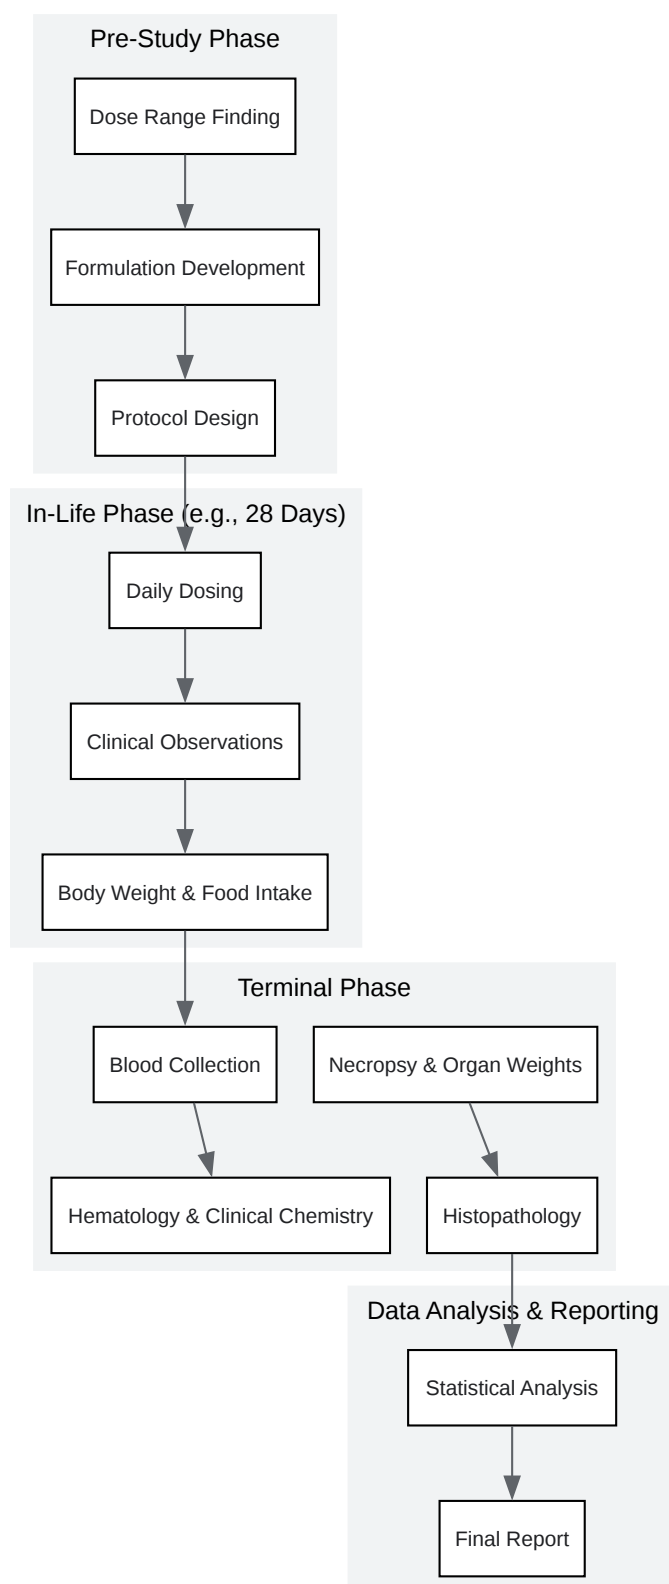 Pre-Study Phase
Dose Range Finding
Formulation Development
Protocol Design
In-Life Phase (e.g., 28 Days)
Daily Dosing
Clinical Observations
Body Weight & Food Intake
Terminal Phase
Blood Collection
Necropsy & Organ Weights
Hematology & Clinical Chemistry
Histopathology
Data Analysis & Reporting
Statistical Analysis
Final Report